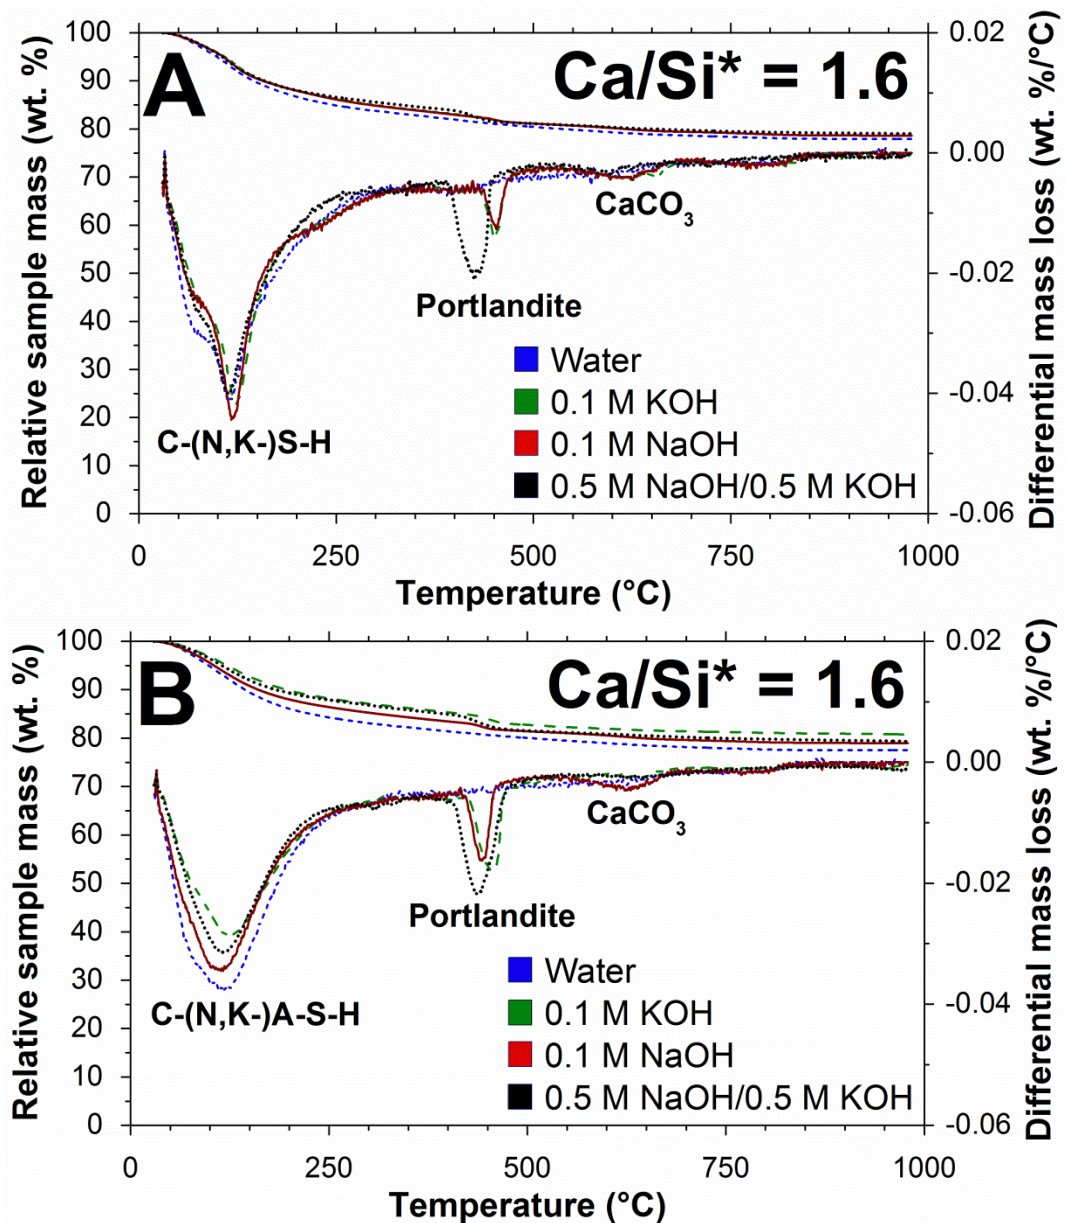 A
Ca/Si* = 1.6
Relative sample mass (wt. %)
100
90
80
70
60
50
40
30
20
10
0
0.02
0.00
-0.02
-0.04
-0.06
Differential mass loss (wt. %/°C)
CaCO₃
Portlandite
C-(N,K-)S-H
Water
0.1 M KOH
0.1 M NaOH
0.5 M NaOH/0.5 M KOH
0 250 500 750 1000
Temperature (°C)
B
Ca/Si* = 1.6
Relative sample mass (wt. %)
100
90
80
70
60
50
40
30
20
10
0
0.02
0.00
-0.02
-0.04
-0.06
Differential mass loss (wt. %/°C)
CaCO₃
Portlandite
C-(N,K-)A-S-H
Water
0.1 M KOH
0.1 M NaOH
0.5 M NaOH/0.5 M KOH
0 250 500 750 1000
Temperature (°C)